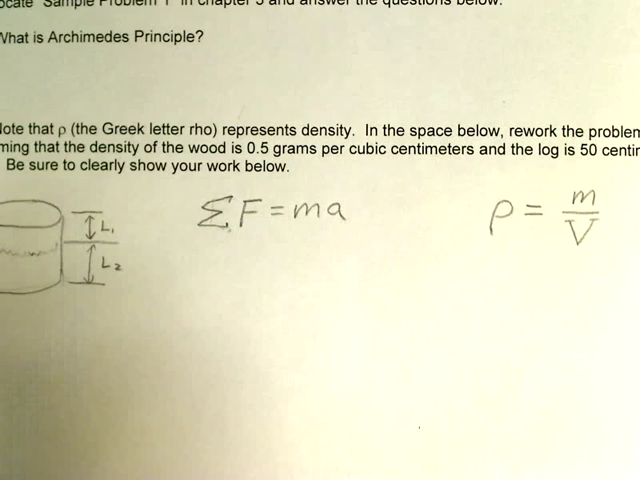 Sample Problem 1 in chapter 5 and answer the questions below.
What is Archimedes Principle?
Note that ρ (the Greek letter rho) represents density. In the space below, rework the problem
ming that the density of the wood is 0.5 grams per cubic centimeters and the log is 50 centi
Be sure to clearly show your work below.
ΣF = ma
ρ = m/V
L₁
L₂